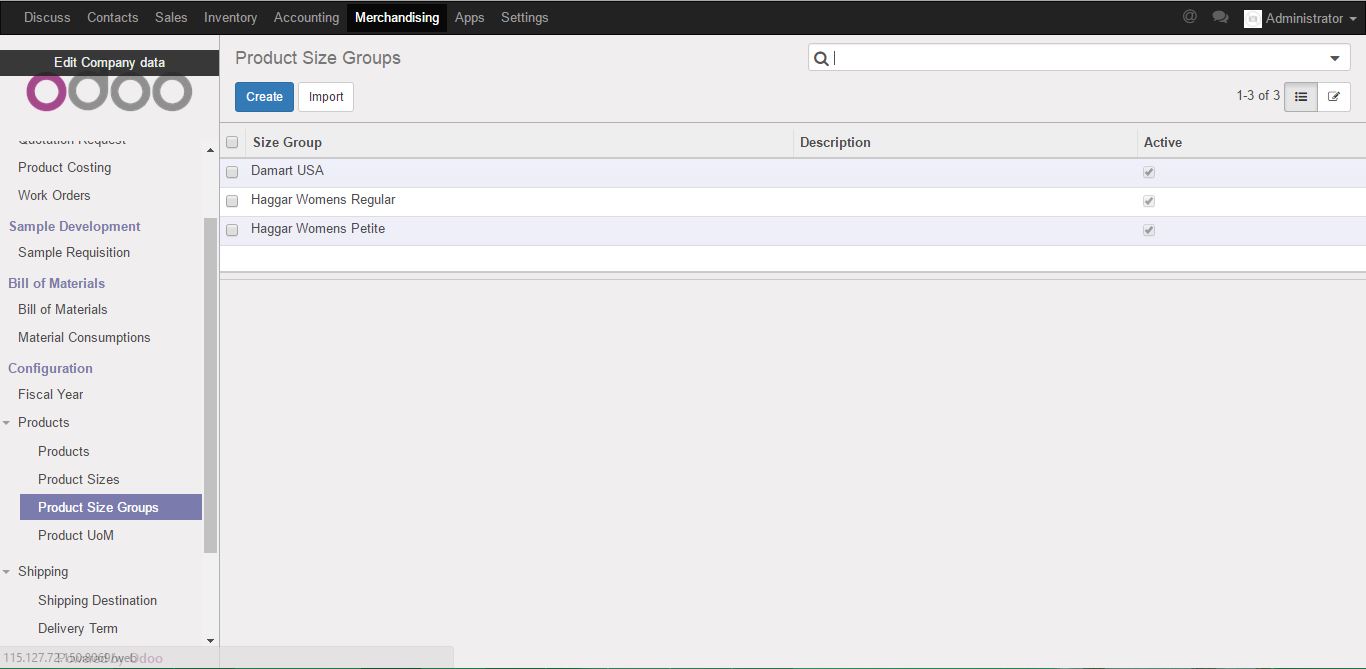 Discuss Contacts Sales Inventory Accounting Merchandising Apps Settings @ Administrator
Edit Company data
odoo
Product Size Groups
Create Import
1-3 of 3
Size Group Description Active
Damart USA
Haggar Womens Regular
Haggar Womens Petite
Quotation Request
Product Costing
Work Orders
Sample Development
Sample Requisition
Bill of Materials
Bill of Materials
Material Consumptions
Configuration
Fiscal Year
Products
Products
Product Sizes
Product Size Groups
Product UoM
Shipping
Shipping Destination
Delivery Term
Powered by Odoo
115.127.72.150:8069/web